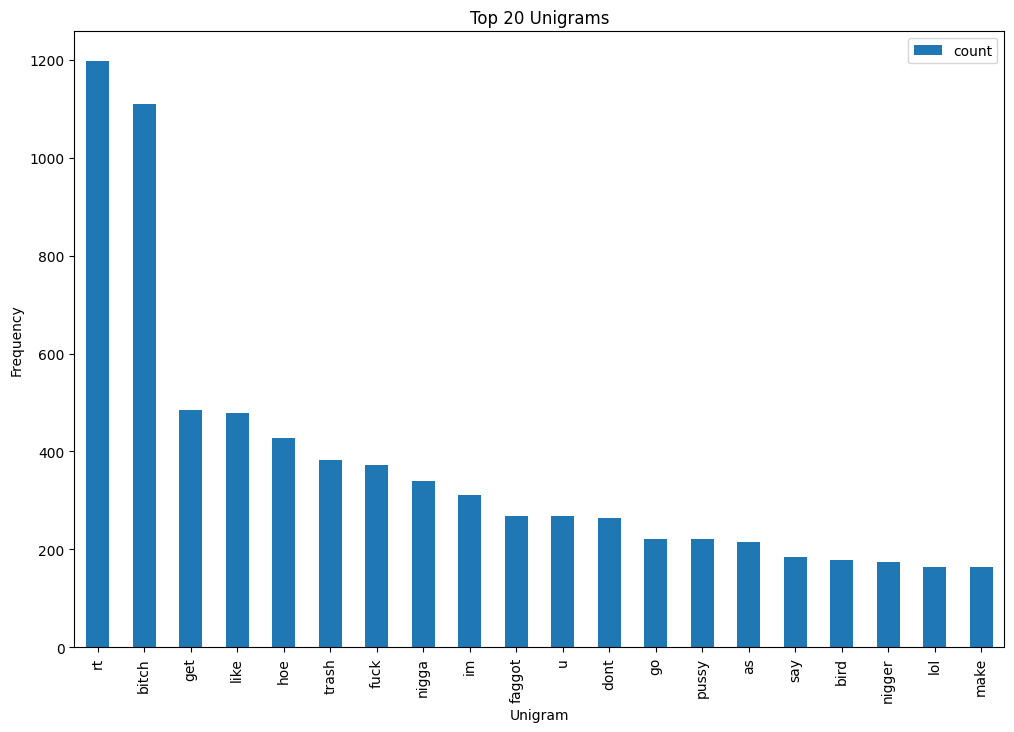 Top 20 Unigrams
count
1200
1000
800
600
400
200
0
Frequency
rt
bitch
get
like
hoe
trash
fuck
nigga
im
faggot
u
dont
go
pussy
as
say
bird
nigger
lol
make
Unigram